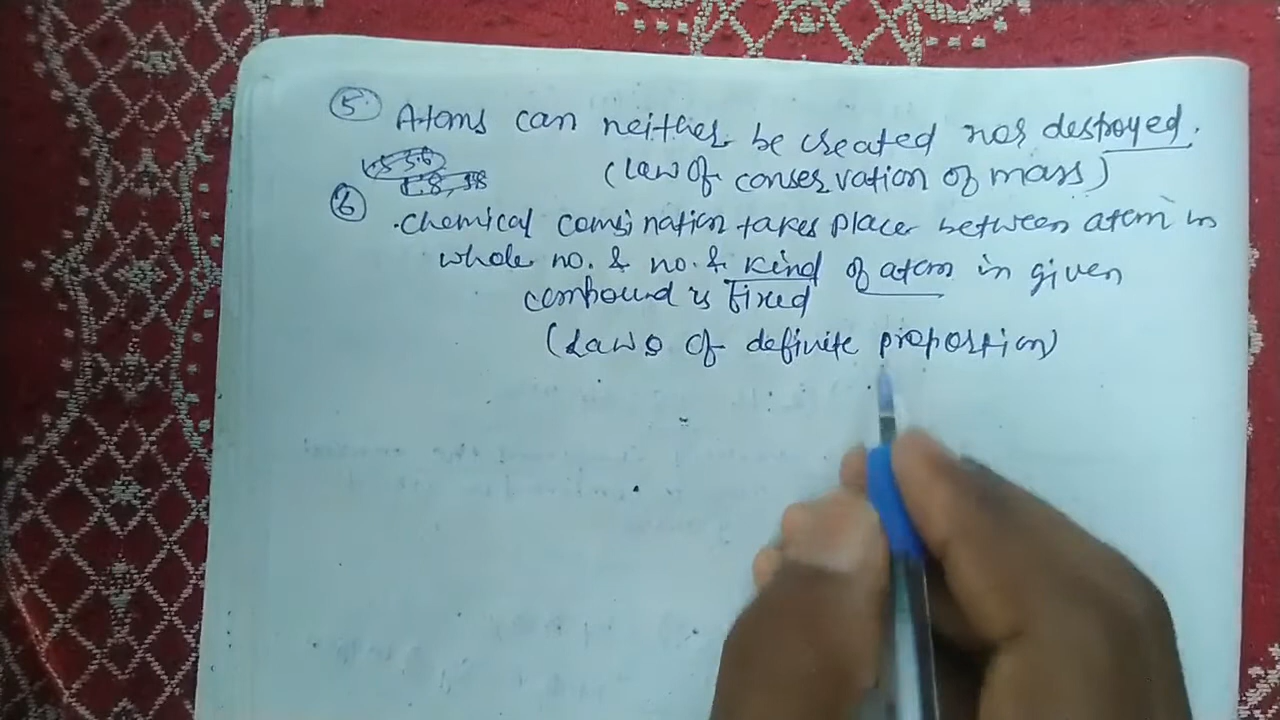 5. Atoms can neither be created nor destroyed.
(Law of conservation of mass)
6 Chemical combination takes place between atom in
whole no. & no. & kind of atom in given
compound is fixed
(Laws of definite proportion)